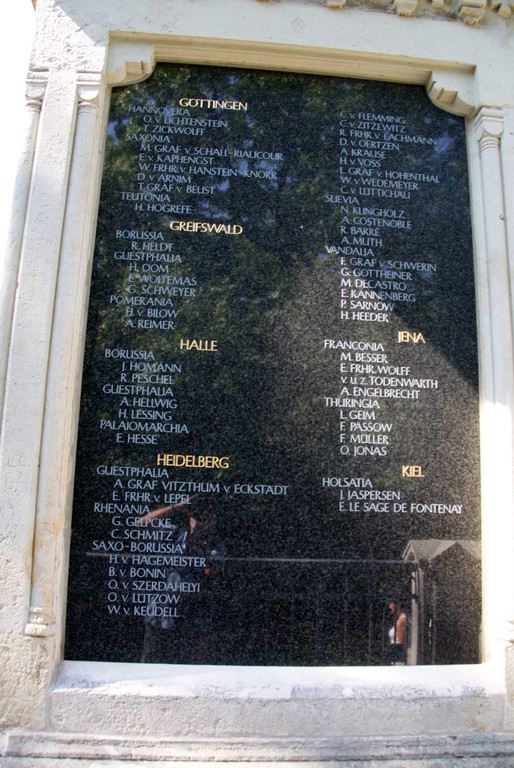 GÖTTINGEN
HANNOVERA
O. v. LICHTENSTEIN
T. ZICKWOLFF
SAXONIA
M. GRAF v. SCHALL-RIAUCOUR
E. v. KAPHENGST
W. FRHR. v. HANSTEIN-KNORR
D. v. ARNIM
T. GRAF v. BEUST
TEUTONIA
H. HOGREFE
GREIFSWALD
BORUSSIA
R. HELDT
GUESTPHALIA
H. OOM
E. WOLTEMAS
G. SCHWEYER
POMERANIA
H. v. BILOW
A. REIMER
HALLE
BORUSSIA
J. HOMANN
R. PESCHEL
GUESTPHALIA
A. HELLWIG
H. LESSING
PALAIOMARCHIA
E. HESSE
HEIDELBERG
GUESTPHALIA
A. GRAF VITZTHUM v. ECKSTÄDT
E. FRHR. v. LEPEL
RHENANIA
G. GELPCKE
C. SCHMITZ
SAXO-BORUSSIA
H. v. HAGEMEISTER
B. v. BONIN
O. v. SZERDAHELYI
O. v. LÜTZOW
W. v. KEUDELL
C. v. FLEMMING
C. v. ZITZEWITZ
R. FRHR. v. LACHMANN
D. v. OERTZEN
A. KRAUSE
H. v. VOSS
L. GRAF v. HOHENTHAL
W. v. WEDEMEYER
C. v. LÜTTICHAU
SUEVIA
N. KLINGHOLZ
A. COSTENOBLE
R. BARRE
A. MUTH
VANDALIA
F. GRAF v. SCHWERIN
G. GOTTHEINER
M. DECASTRO
E. KANNENBERG
P. SARNOW
H. HEEDER
JENA
FRANCONIA
M. BESSER
E. FRHR. WOLFF
v. u. z. TODENWARTH
A. ENGELBRECHT
THURINGIA
L. GEIM
F. PASSOW
F. MÜLLER
O. JONAS
KIEL
HOLSATIA
J. JASPERSEN
E. LE SAGE DE FONTENAY